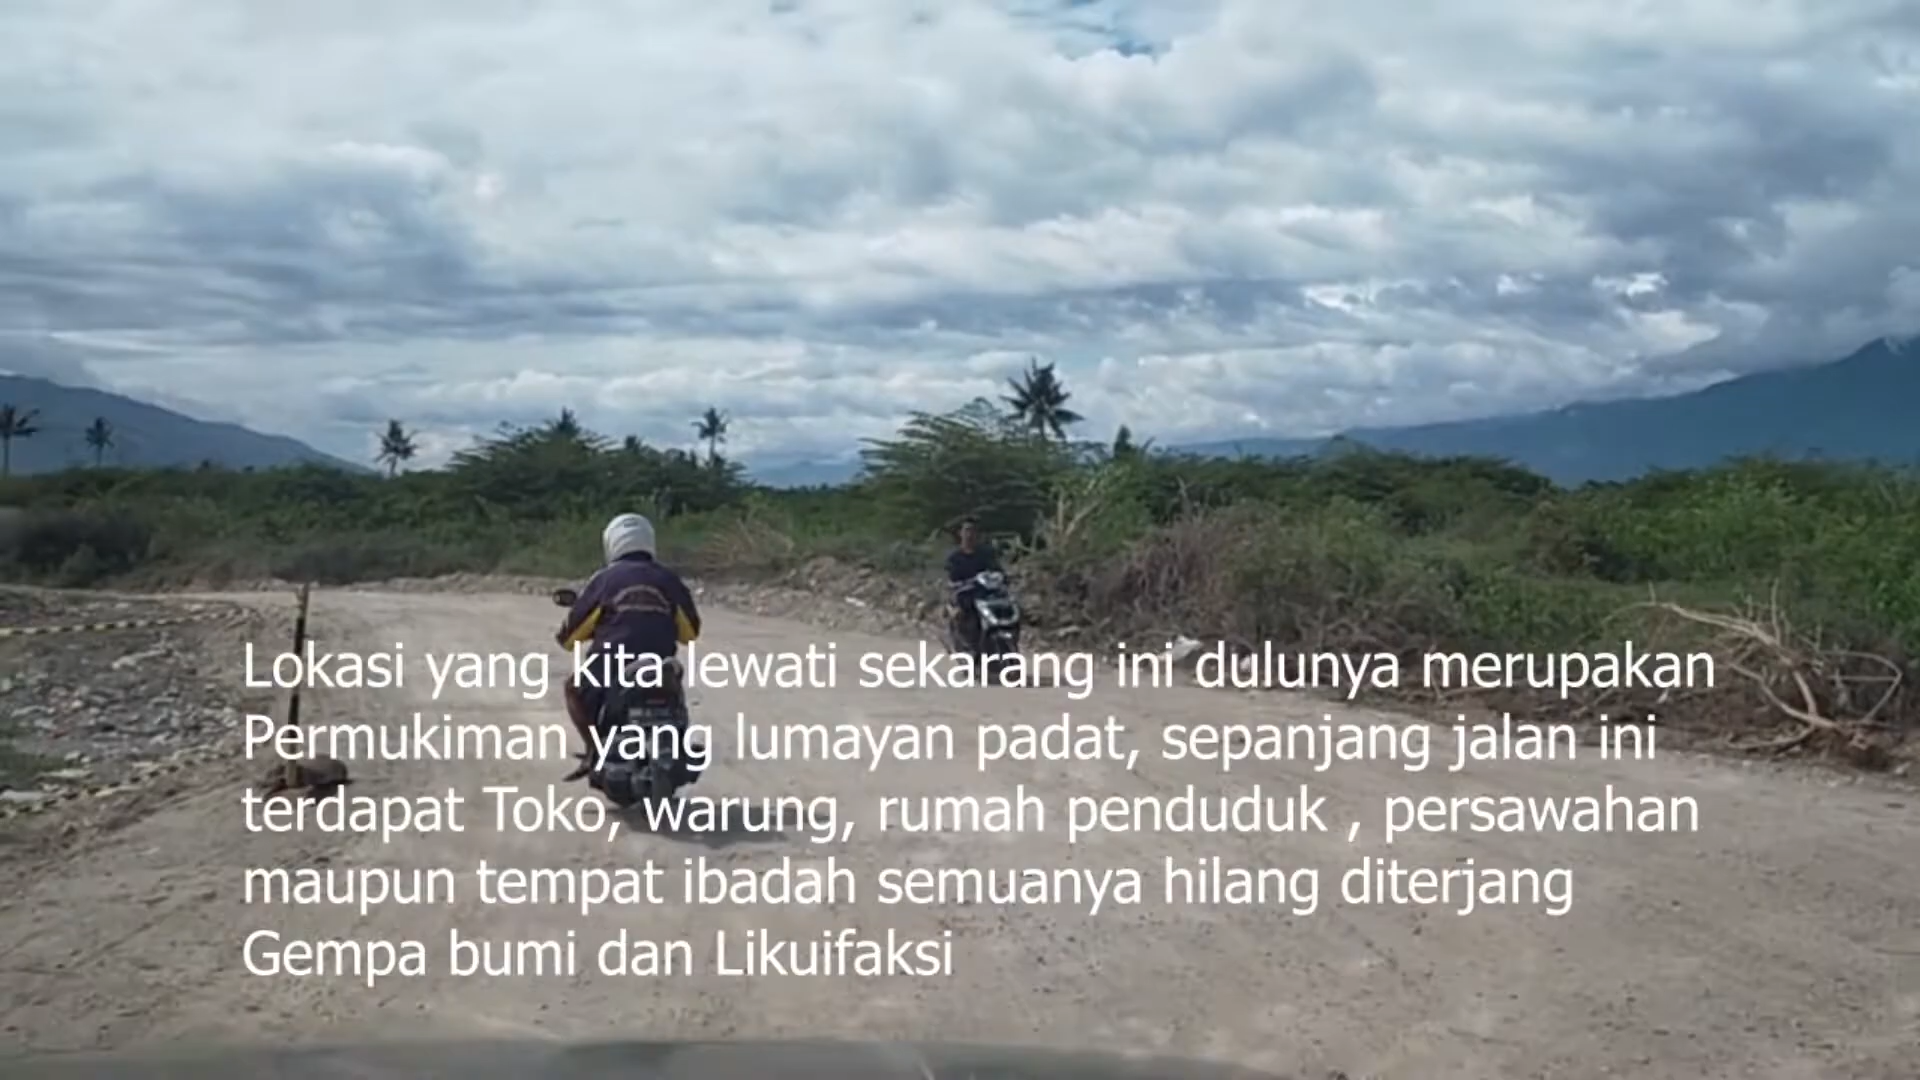 Lokasi yang kita lewati sekarang ini dulunya merupakan
Permukiman yang lumayan padat, sepanjang jalan ini
terdapat Toko, warung, rumah penduduk , persawahan
maupun tempat ibadah semuanya hilang diterjang
Gempa bumi dan Likuifaksi